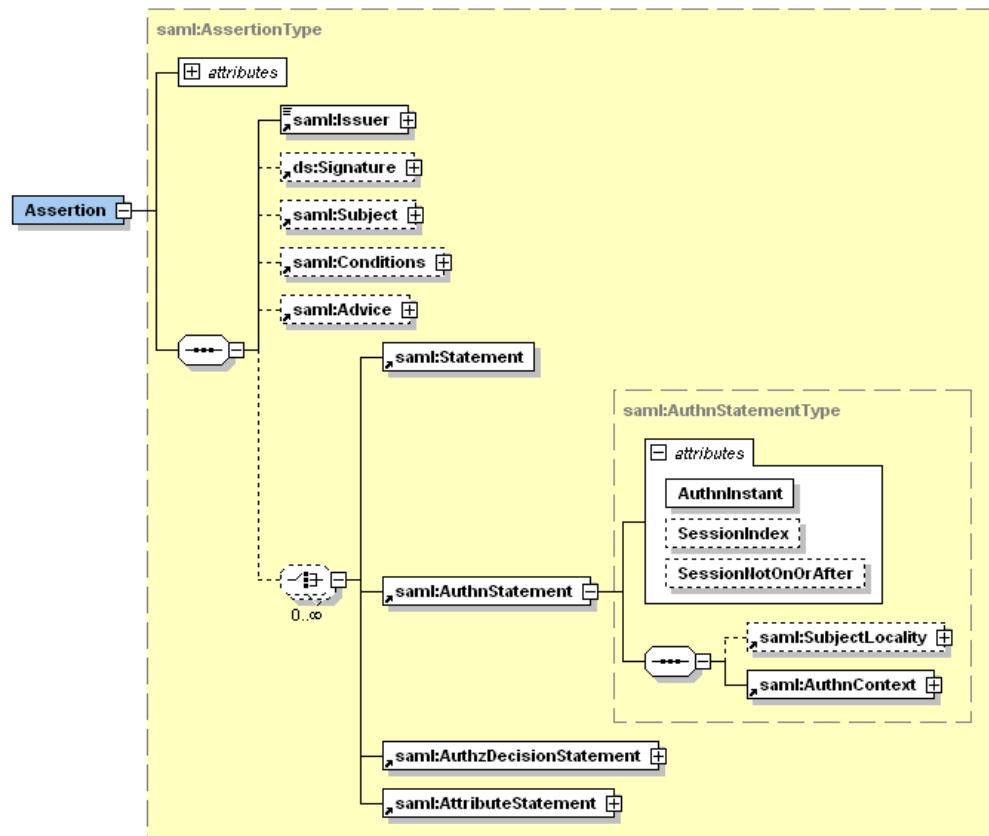 saml:AssertionType
attributes
saml:Issuer
ds:Signature
saml:Subject
Assertion
saml:Conditions
saml:Advice
saml:Statement
saml:AuthnStatementType
attributes
AuthnInstant
SessionIndex
SessionNotOnOrAfter
saml:AuthnStatement
0..∞
saml:SubjectLocality
saml:AuthnContext
saml:AuthzDecisionStatement
saml:AttributeStatement